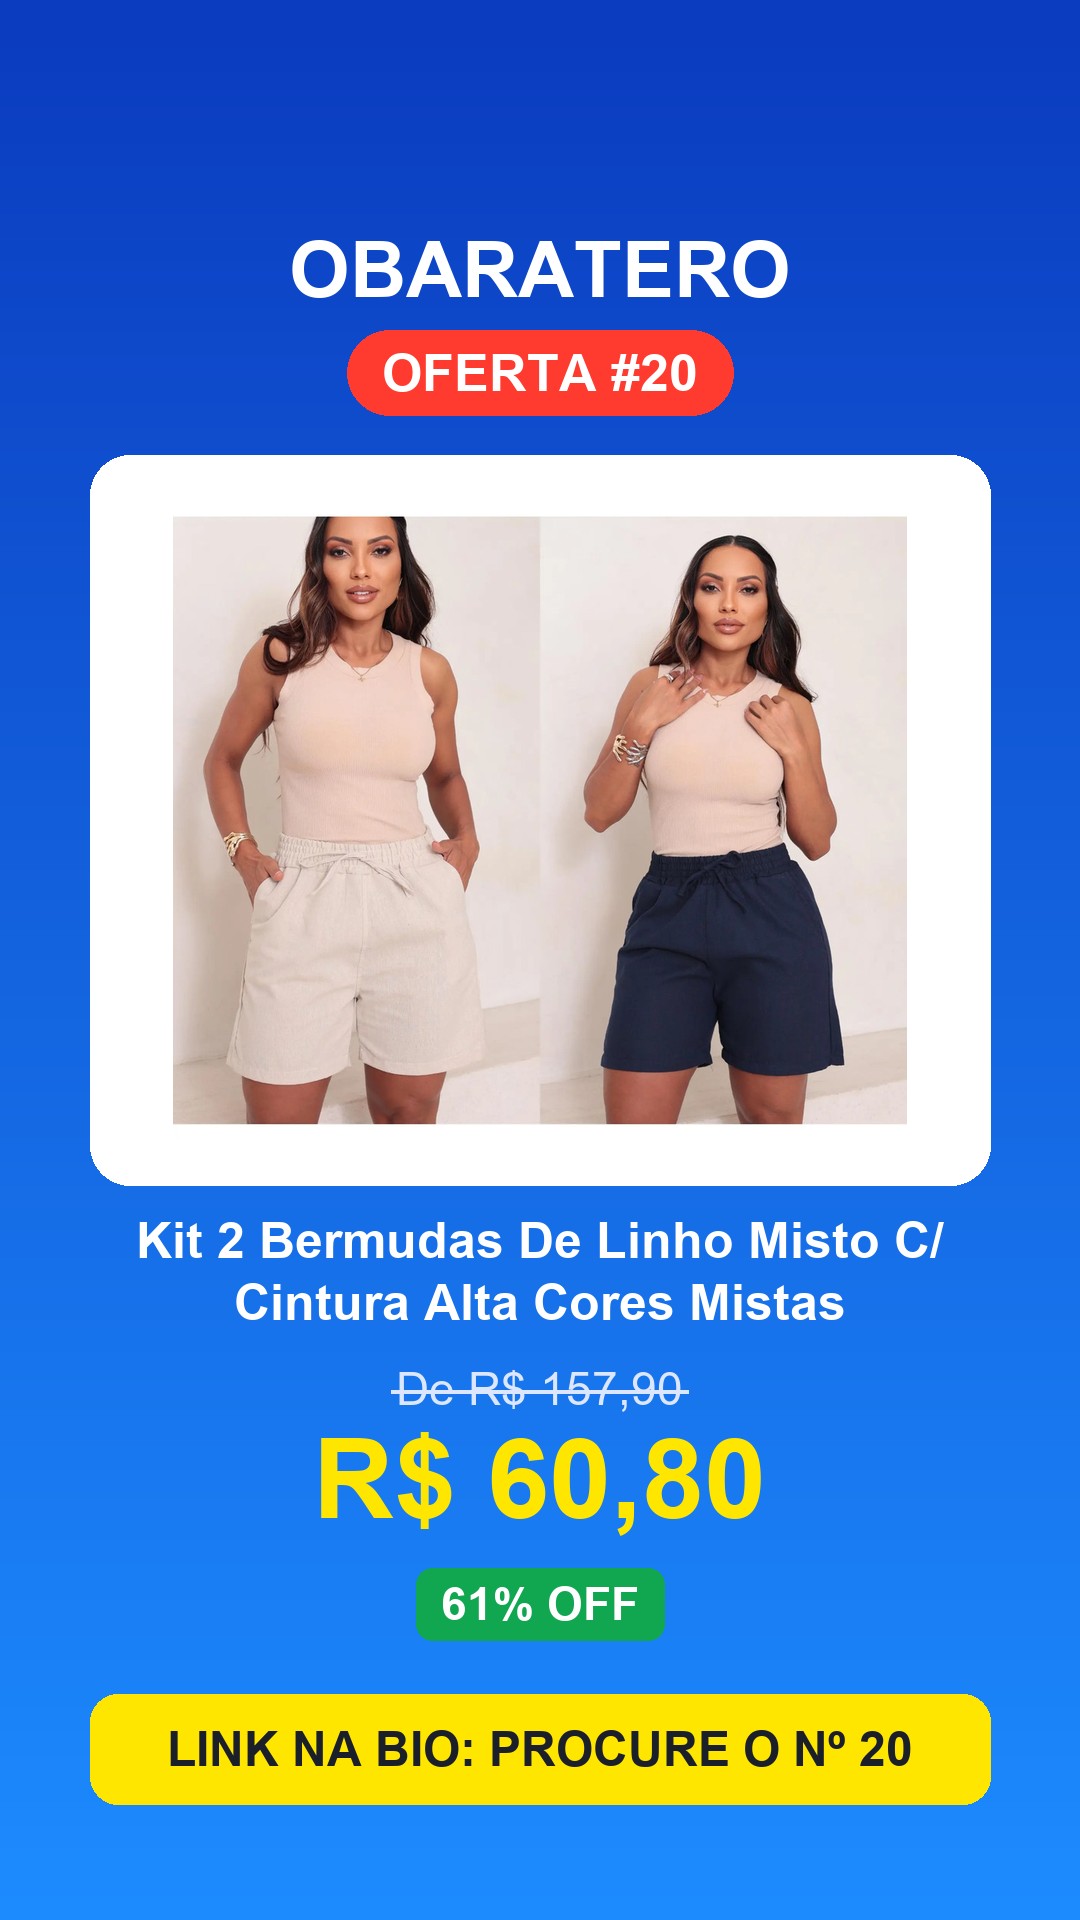 OBARATERO
OFERTA #20
Kit 2 Bermudas De Linho Misto C/
Cintura Alta Cores Mistas
De R$ 157,90
R$ 60,80
61% OFF
LINK NA BIO: PROCURE O Nº 20